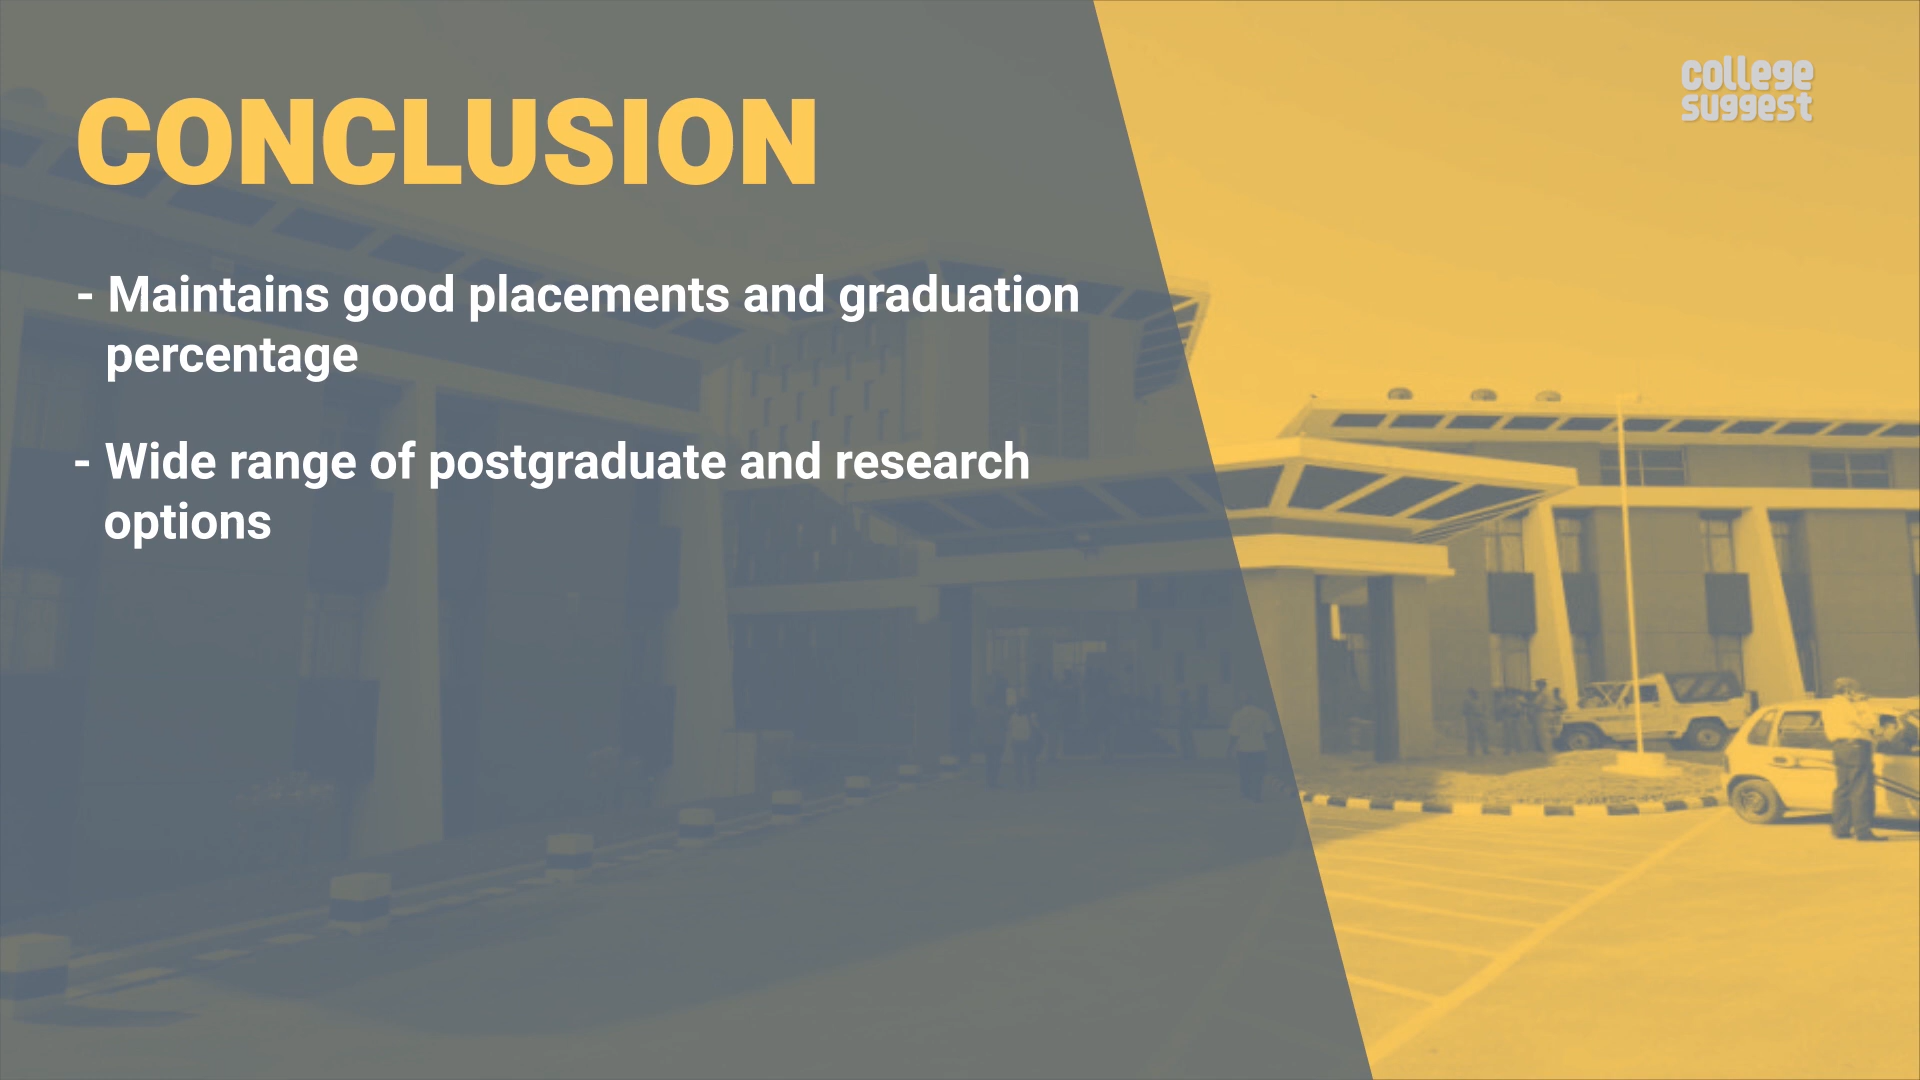 college
suggest
CONCLUSION
- Maintains good placements and graduation
percentage
- Wide range of postgraduate and research
options